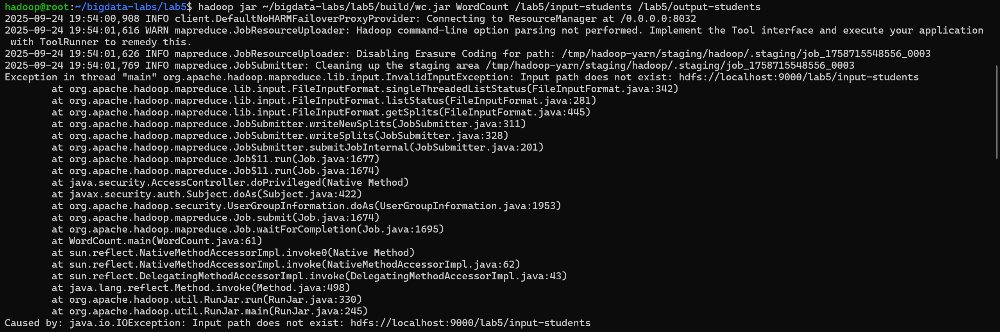 hadoop@root:~/bigdata-labs/lab5$ hadoop jar ~/bigdata-labs/lab5/build/wc.jar WordCount /lab5/input-students /lab5/output-students
2025-09-24 19:54:00,908 INFO client.DefaultNoHARMFailoverProxyProvider: Connecting to ResourceManager at /0.0.0.0:8032
2025-09-24 19:54:01,616 WARN mapreduce.JobResourceUploader: Hadoop command-line option parsing not performed. Implement the Tool interface and execute your application
 with ToolRunner to remedy this.
2025-09-24 19:54:01,626 INFO mapreduce.JobResourceUploader: Disabling Erasure Coding for path: /tmp/hadoop-yarn/staging/hadoop/.staging/job_1758715548556_0003
2025-09-24 19:54:01,769 INFO mapreduce.JobSubmitter: Cleaning up the staging area /tmp/hadoop-yarn/staging/hadoop/.staging/job_1758715548556_0003
Exception in thread "main" org.apache.hadoop.mapreduce.lib.input.InvalidInputException: Input path does not exist: hdfs://localhost:9000/lab5/input-students
        at org.apache.hadoop.mapreduce.lib.input.FileInputFormat.singleThreadedListStatus(FileInputFormat.java:342)
        at org.apache.hadoop.mapreduce.lib.input.FileInputFormat.listStatus(FileInputFormat.java:281)
        at org.apache.hadoop.mapreduce.lib.input.FileInputFormat.getSplits(FileInputFormat.java:445)
        at org.apache.hadoop.mapreduce.JobSubmitter.writeNewSplits(JobSubmitter.java:311)
        at org.apache.hadoop.mapreduce.JobSubmitter.writeSplits(JobSubmitter.java:328)
        at org.apache.hadoop.mapreduce.JobSubmitter.submitJobInternal(JobSubmitter.java:201)
        at org.apache.hadoop.mapreduce.Job$11.run(Job.java:1677)
        at org.apache.hadoop.mapreduce.Job$11.run(Job.java:1674)
        at java.security.AccessController.doPrivileged(Native Method)
        at javax.security.auth.Subject.doAs(Subject.java:422)
        at org.apache.hadoop.security.UserGroupInformation.doAs(UserGroupInformation.java:1953)
        at org.apache.hadoop.mapreduce.Job.submit(Job.java:1674)
        at org.apache.hadoop.mapreduce.Job.waitForCompletion(Job.java:1695)
        at WordCount.main(WordCount.java:61)
        at sun.reflect.NativeMethodAccessorImpl.invoke0(Native Method)
        at sun.reflect.NativeMethodAccessorImpl.invoke(NativeMethodAccessorImpl.java:62)
        at sun.reflect.DelegatingMethodAccessorImpl.invoke(DelegatingMethodAccessorImpl.java:43)
        at java.lang.reflect.Method.invoke(Method.java:498)
        at org.apache.hadoop.util.RunJar.run(RunJar.java:330)
        at org.apache.hadoop.util.RunJar.main(RunJar.java:245)
Caused by: java.io.IOException: Input path does not exist: hdfs://localhost:9000/lab5/input-students